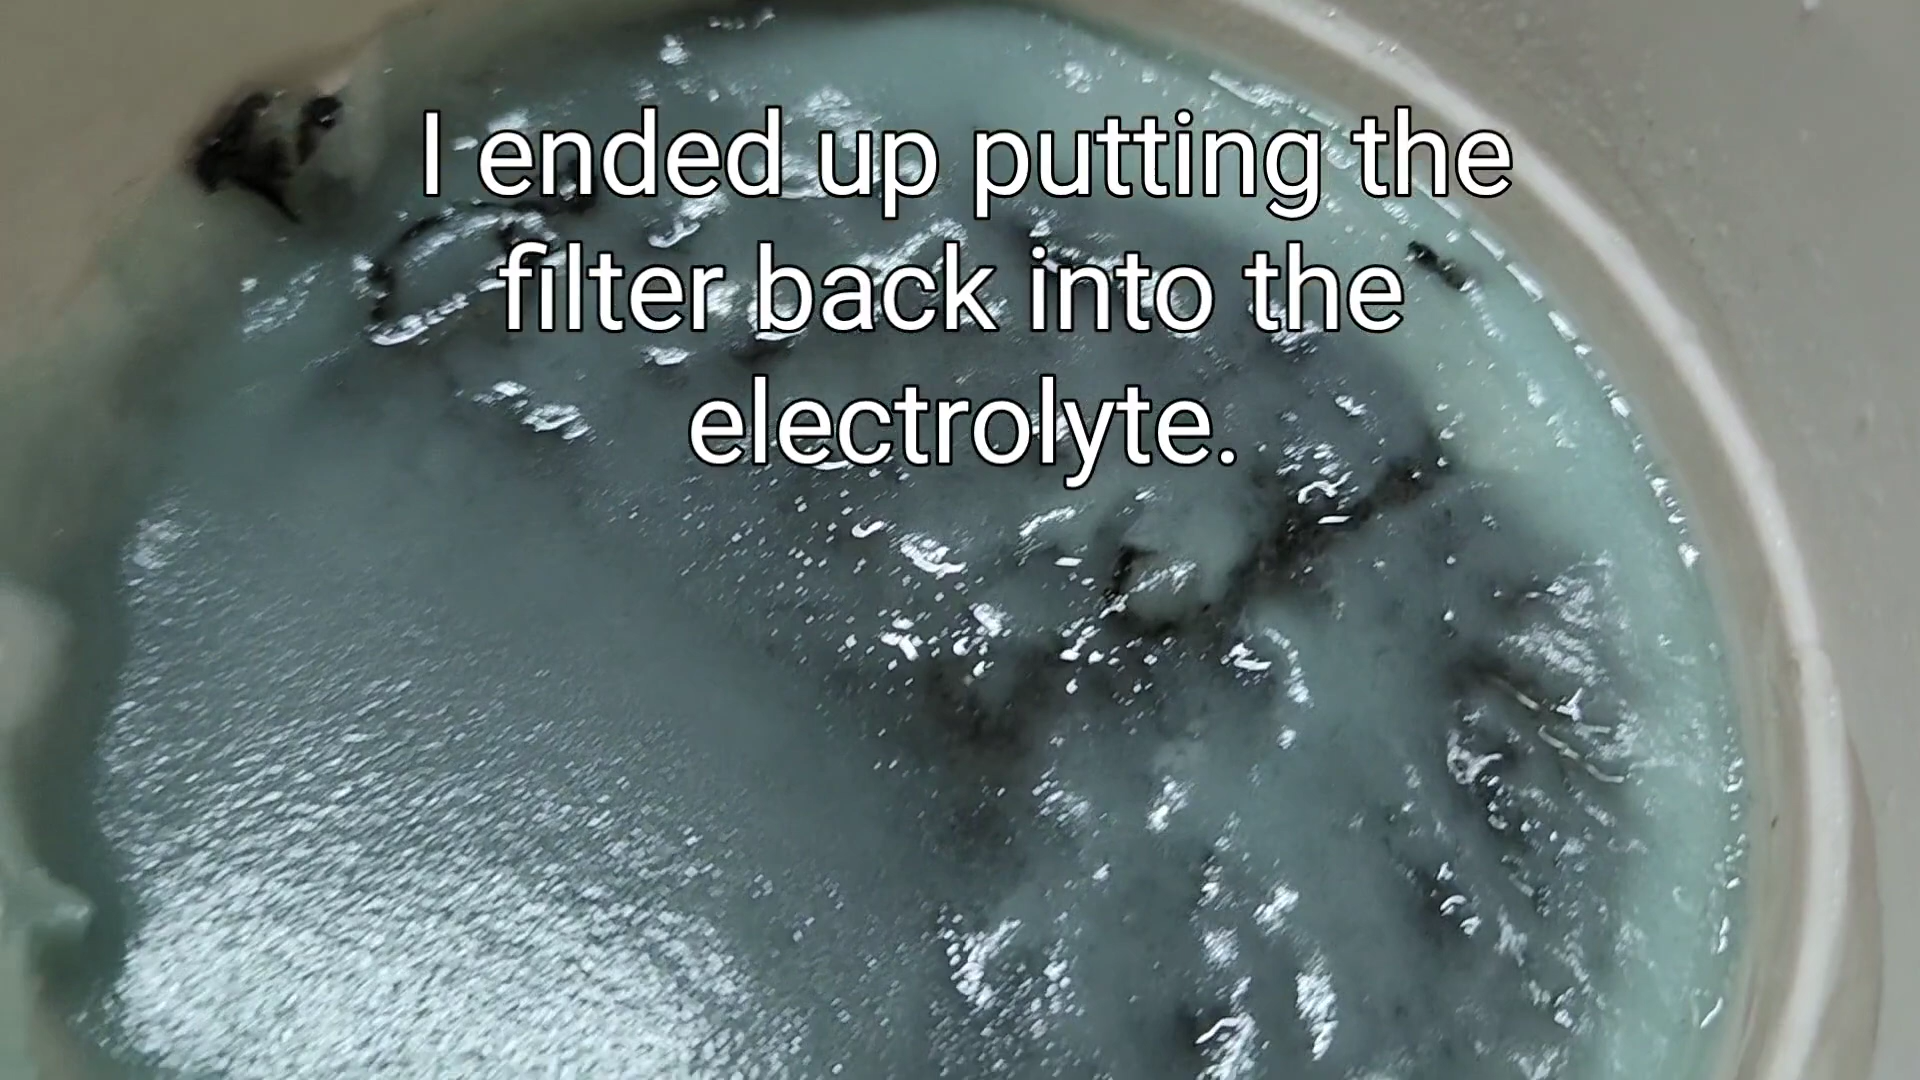 I ended up putting the
filter back into the
electrolyte.